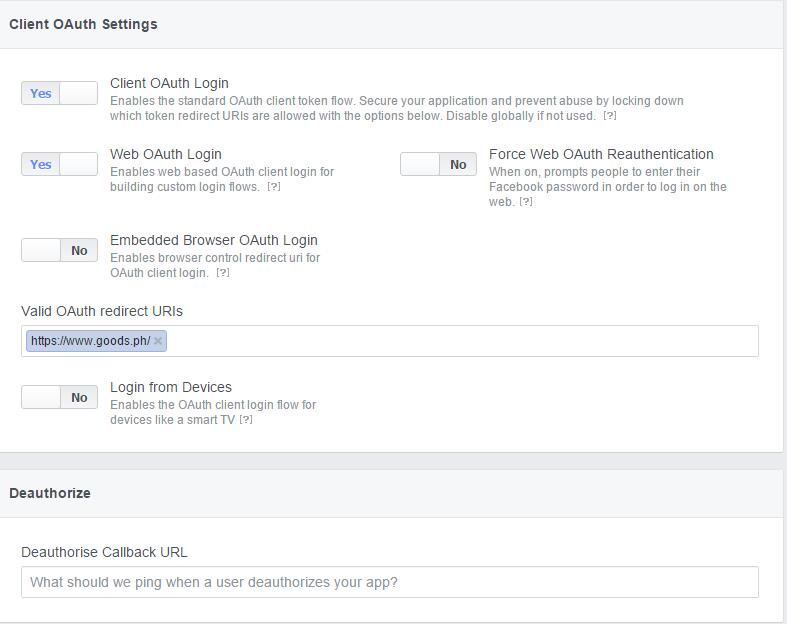 Client OAuth Settings
Yes
Client OAuth Login
Enables the standard OAuth client token flow. Secure your application and prevent abuse by locking down
which token redirect URIs are allowed with the options below. Disable globally if not used. [?]
Yes
Web OAuth Login
Enables web based OAuth client login for
building custom login flows. [?]
No
Force Web OAuth Reauthentication
When on, prompts people to enter their
Facebook password in order to log in on the
web. [?]
No
Embedded Browser OAuth Login
Enables browser control redirect uri for
OAuth client login. [?]
Valid OAuth redirect URIs
https://www.goods.ph/ ×
No
Login from Devices
Enables the OAuth client login flow for
devices like a smart TV [?]
Deauthorize
Deauthorise Callback URL
What should we ping when a user deauthorizes your app?